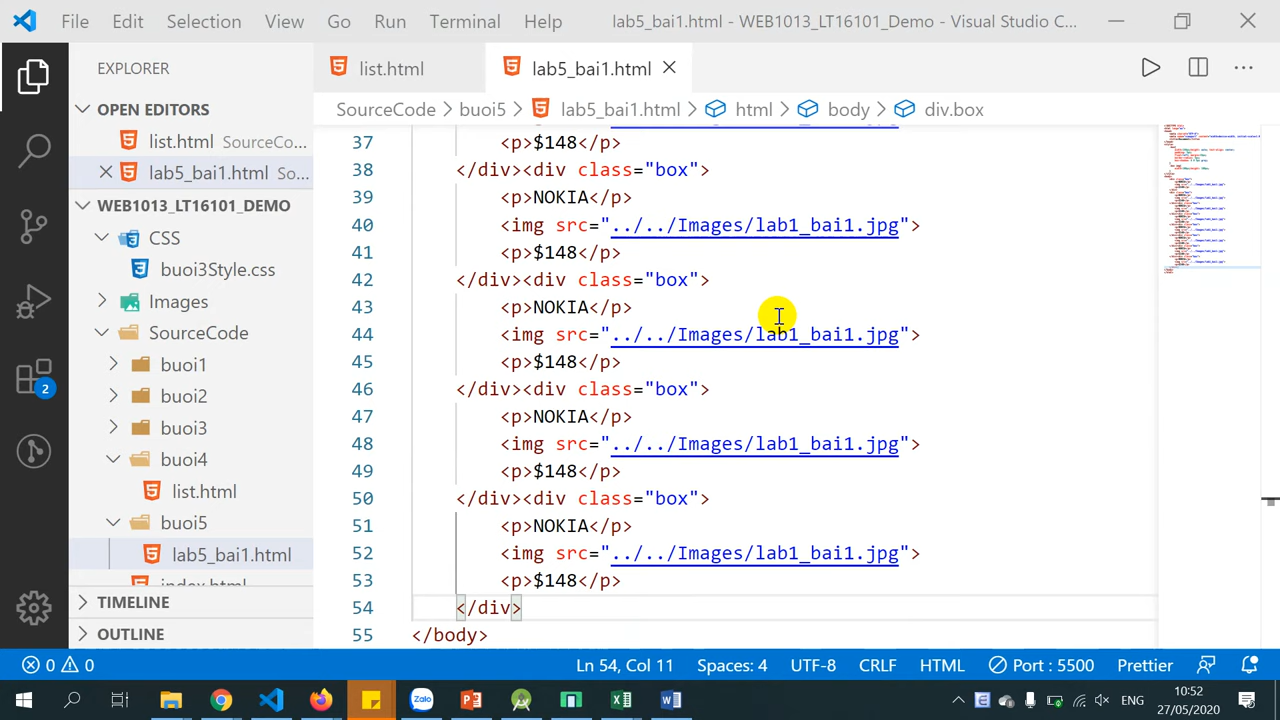 File Edit Selection View Go Run Terminal Help lab5_bai1.html - WEB1013_LT16101_Demo - Visual Studio C...
EXPLORER
list.html lab5_bai1.html
OPEN EDITORS
SourceCode > buoi5 > lab5_bai1.html > html > body > div.box
list.html SourceCo...
lab5_bai1.html So...
WEB1013_LT16101_DEMO
CSS
buoi3Style.css
Images
SourceCode
buoi1
buoi2
buoi3
buoi4
list.html
buoi5
lab5_bai1.html
index.html
TIMELINE
OUTLINE
37 <p>$148</p>
38 </div><div class="box">
39 <p>NOKIA</p>
40 <img src="../../Images/lab1_bai1.jpg">
41 <p>$148</p>
42 </div><div class="box">
43 <p>NOKIA</p>
44 <img src="../../Images/lab1_bai1.jpg">
45 <p>$148</p>
46 </div><div class="box">
47 <p>NOKIA</p>
48 <img src="../../Images/lab1_bai1.jpg">
49 <p>$148</p>
50 </div><div class="box">
51 <p>NOKIA</p>
52 <img src="../../Images/lab1_bai1.jpg">
53 <p>$148</p>
54 </div>
55 </body>
2
0 0 Ln 54, Col 11 Spaces: 4 UTF-8 CRLF HTML Port : 5500 Prettier
Zalo ENG 10:52
27/05/2020